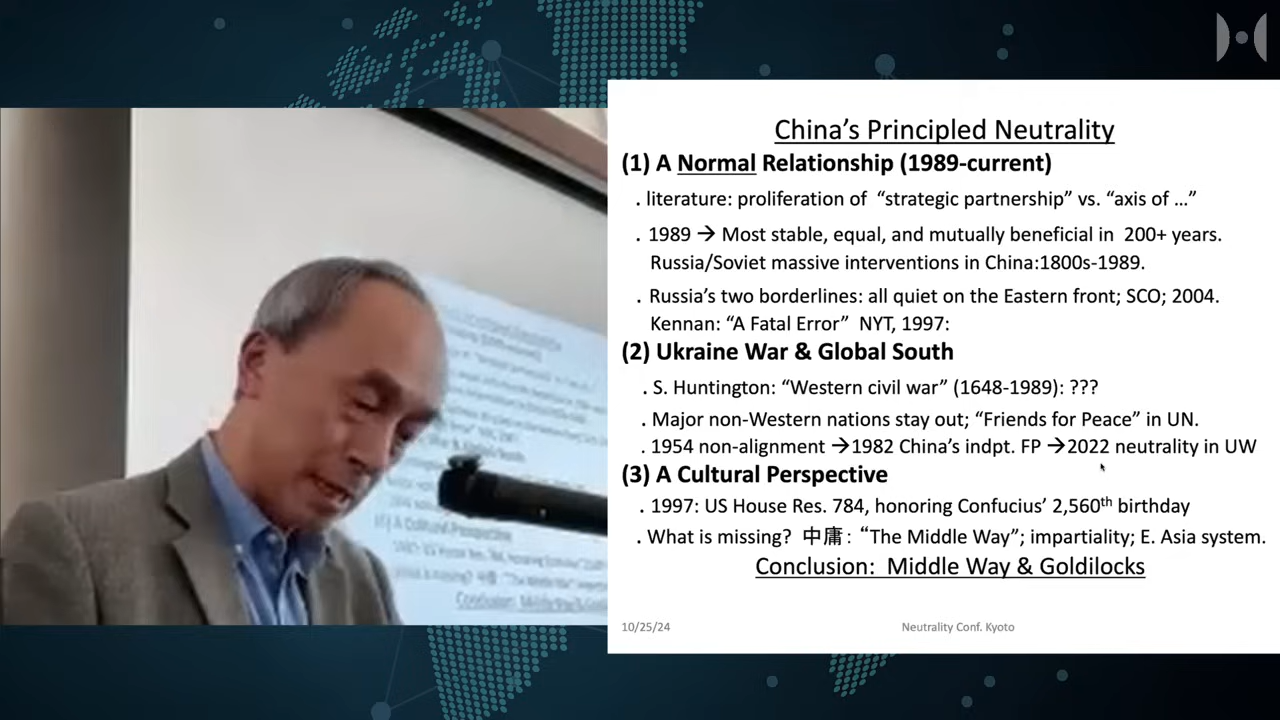 China's Principled Neutrality
(1) A Normal Relationship (1989-current)
. literature: proliferation of "strategic partnership" vs. "axis of …"
. 1989 → Most stable, equal, and mutually beneficial in 200+ years.
Russia/Soviet massive interventions in China:1800s-1989.
. Russia's two borderlines: all quiet on the Eastern front; SCO; 2004.
Kennan: "A Fatal Error" NYT, 1997:
(2) Ukraine War & Global South
. S. Huntington: "Western civil war" (1648-1989): ???
. Major non-Western nations stay out; "Friends for Peace" in UN.
. 1954 non-alignment →1982 China's indpt. FP →2022 neutrality in UW
(3) A Cultural Perspective
. 1997: US House Res. 784, honoring Confucius' 2,560th birthday
. What is missing? 中庸: "The Middle Way"; impartiality; E. Asia system.
Conclusion: Middle Way & Goldilocks
10/25/24
Neutrality Conf. Kyoto